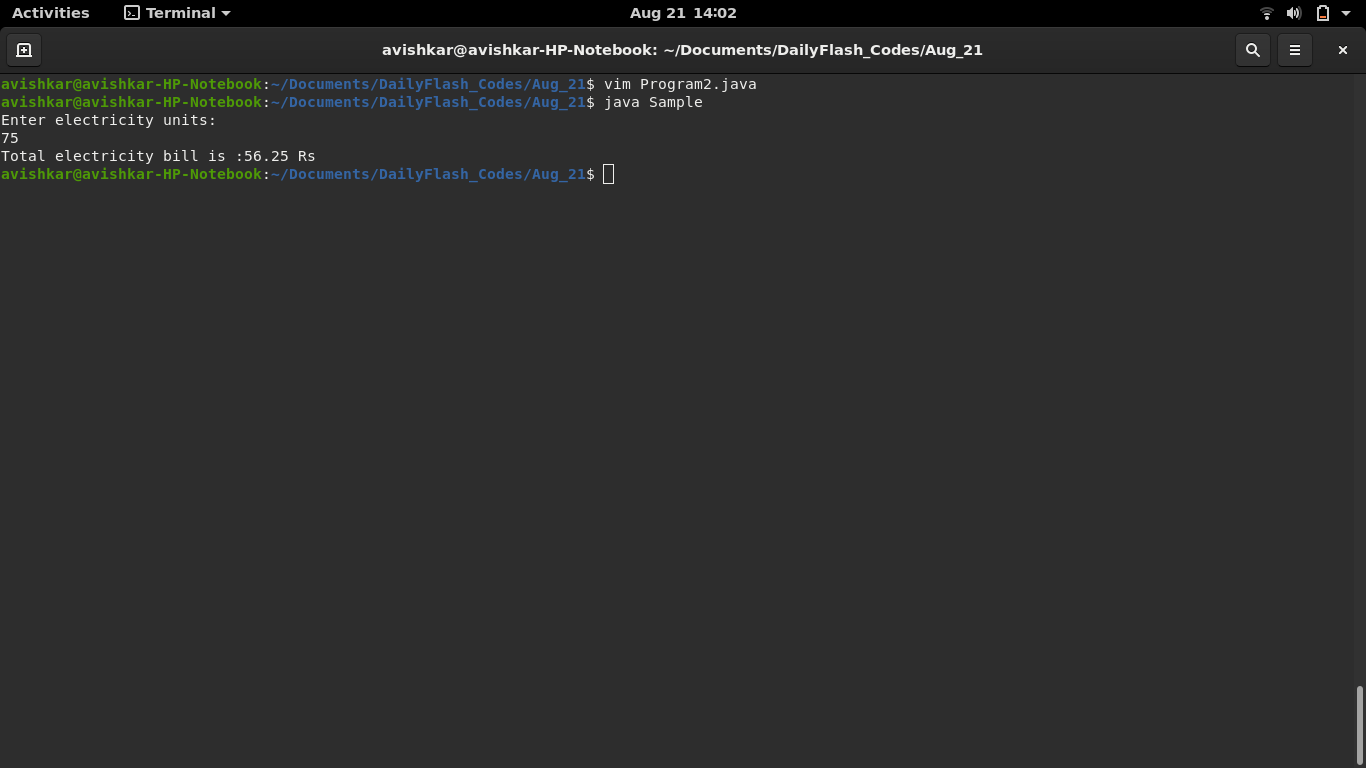 Activities Terminal Aug 21 14:02
avishkar@avishkar-HP-Notebook: ~/Documents/DailyFlash_Codes/Aug_21
avishkar@avishkar-HP-Notebook:~/Documents/DailyFlash_Codes/Aug_21$ vim Program2.java
avishkar@avishkar-HP-Notebook:~/Documents/DailyFlash_Codes/Aug_21$ java Sample
Enter electricity units:
75
Total electricity bill is :56.25 Rs
avishkar@avishkar-HP-Notebook:~/Documents/DailyFlash_Codes/Aug_21$